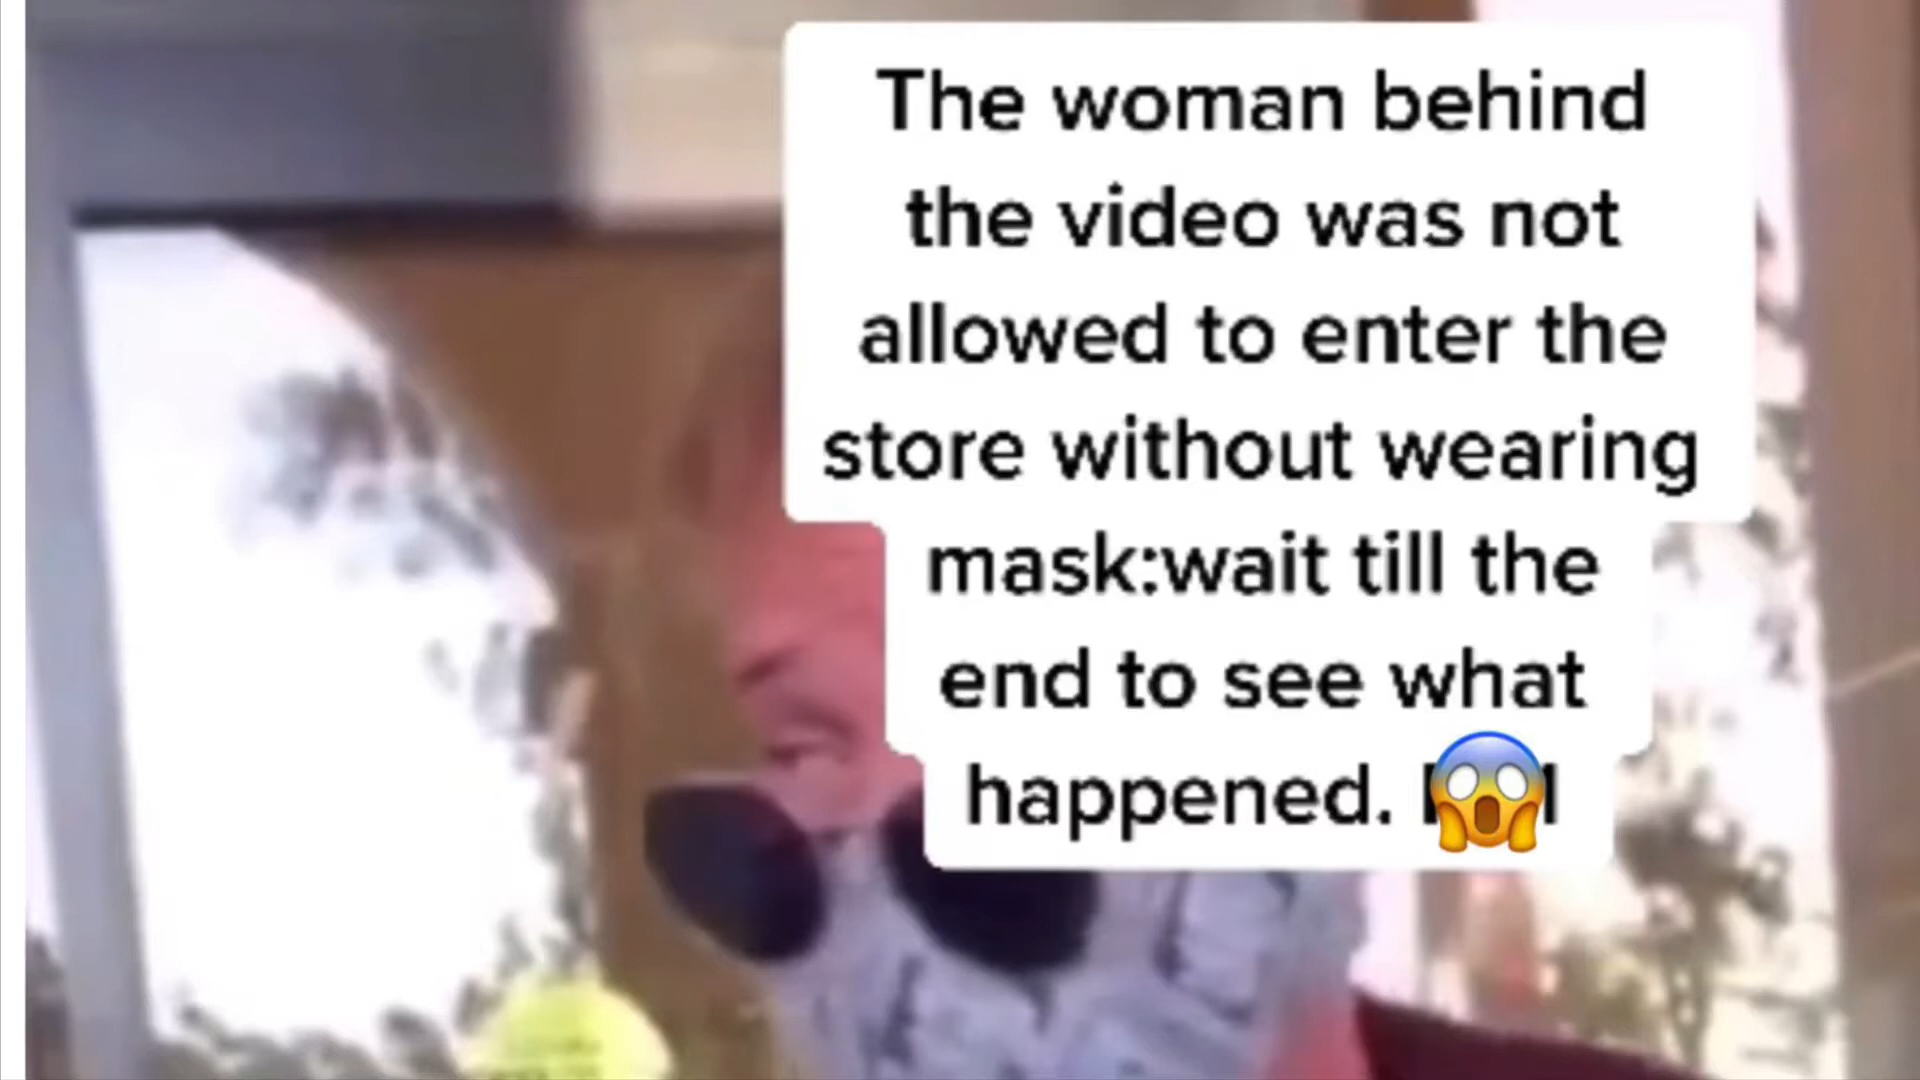 The woman behind
the video was not
allowed to enter the
store without wearing
mask:wait till the
end to see what
happened. 😱